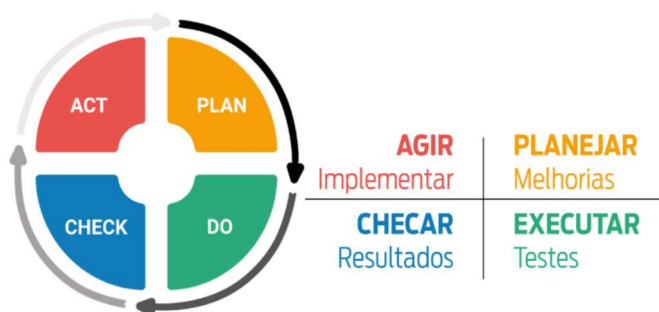 ACT
PLAN
CHECK
DO
AGIR
Implementar
PLANEJAR
Melhorias
CHECAR
Resultados
EXECUTAR
Testes